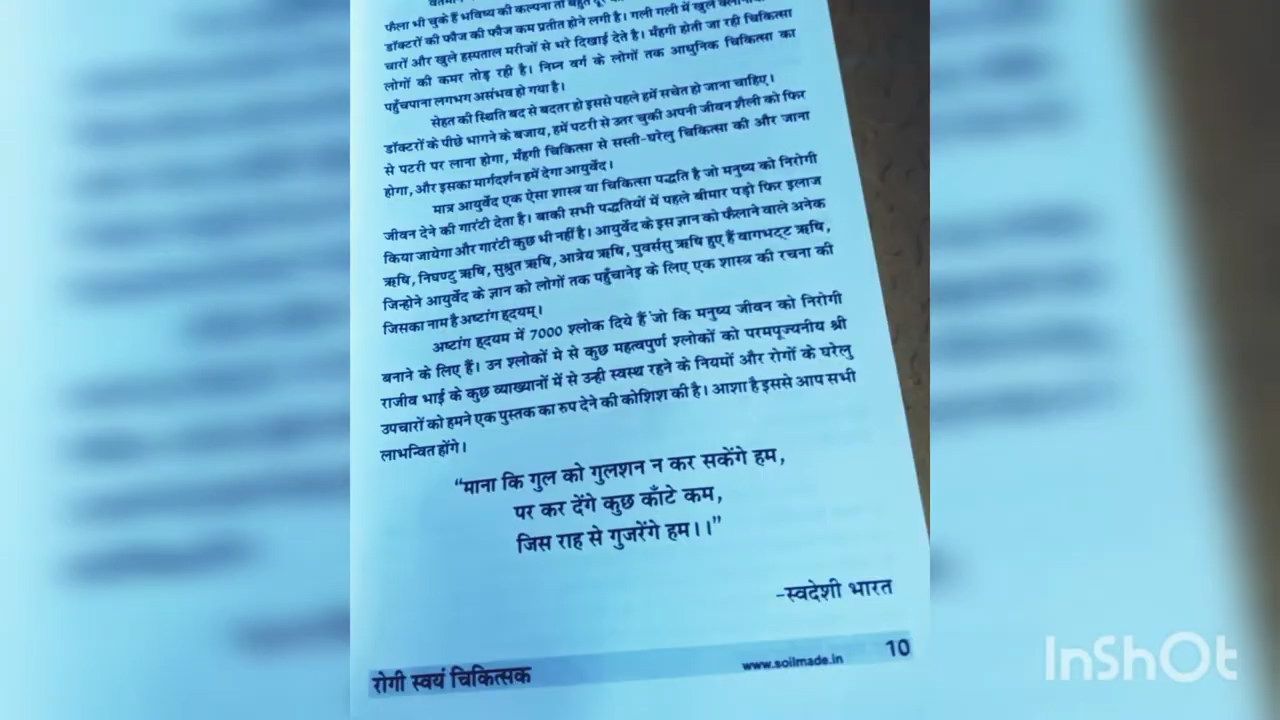 फैला भी चुके हैं भविष्य की कल्पना तो बहुत
डॉक्टरों की फौज की फौज कम प्रतीत होने लगी है। गली गली में खुले
चारों और खुले हस्पताल मरीजों से भरे दिखाई देते है। मँहगी होती जा रही चिकित्सा
लोगों की कमर तोड़ रही है। निम्न वर्ग के लोगों तक आधुनिक चिकित्सा का
पहुँचपाना लगभग असंभव हो गया है।
सेहत की स्थिति बद से बदतर हो इससे पहले हमें सचेत हो जाना चाहिए।
डॉक्टरों के पीछे भागने के बजाय, हमें पटरी से उतर चुकी अपनी जीवन शैली को फिर
से पटरी पर लाना होगा, मँहगी चिकित्सा से सस्ती-घरेलु चिकित्सा की और जाना
होगा, और इसका मार्गदर्शन हमें देगा आयुर्वेद।
मात्र आयुर्वेद एक ऐसा शास्त्र या चिकित्सा पद्धति है जो मनुष्य को निरोगी
जीवन देने की गारंटी देता है। बाकी सभी पद्धतियों में पहले बीमार पड़ो फिर इलाज
किया जायेगा और गारंटी कुछ भी नहीं है। आयुर्वेद के इस ज्ञान को फैलाने वाले अनेक
ऋषि, निघण्टु ऋषि, सुश्रुत ऋषि, आत्रेय ऋषि, पुवर्ससु ऋषि हुए हैं वागभट्ट ऋषि,
जिन्होने आयुर्वेद के ज्ञान को लोगों तक पहुँचानेइ के लिए एक शास्त्र की रचना की
जिसका नाम है अष्टांग हृदयम्।
अष्टांग हृदयम में 7000 श्लोक दिये हैं जो कि मनुष्य जीवन को निरोगी
बनाने के लिए हैं। उन श्लोकों मे से कुछ महत्वपुर्ण श्लोकों को परमपूज्यनीय श्री
राजीव भाई के कुछ व्याख्यानों में से उन्ही स्वस्थ रहने के नियमों और रोगों के घरेलु
उपचारों को हमने एक पुस्तक का रुप देने की कोशिश की है। आशा है इससे आप सभी
लाभन्वित होंगे।
“माना कि गुल को गुलशन न कर सकेंगे हम,
पर कर देंगे कुछ काँटे कम,
जिस राह से गुजरेंगे हम।।”
-स्वदेशी भारत
रोगी स्वयं चिकित्सक
www.soilmade.in
10
InShOt